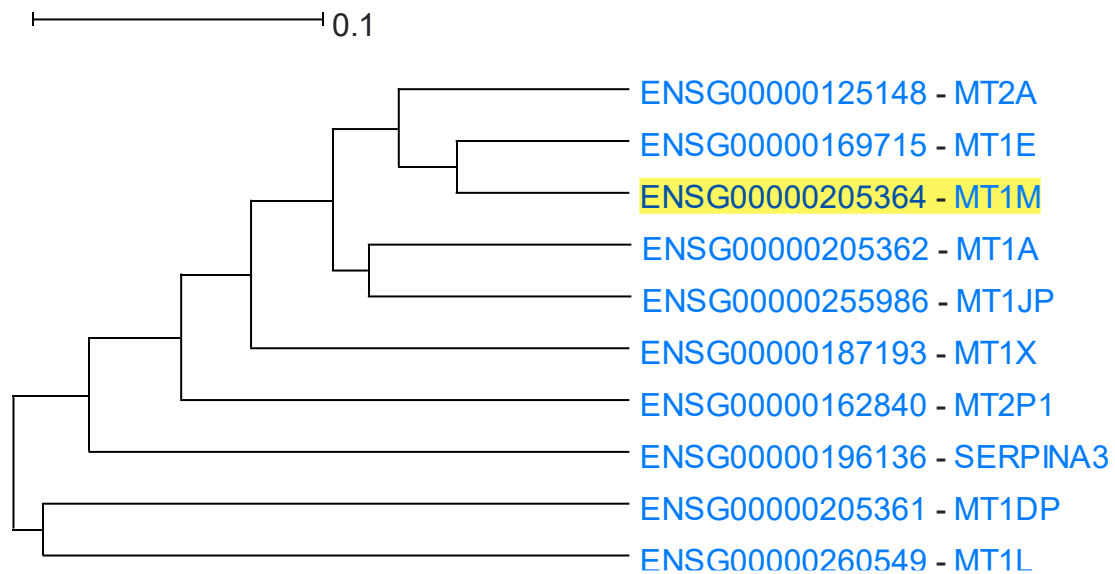 0.1
ENSG00000125148 - MT2A
ENSG00000169715 - MT1E
ENSG00000205364 - MT1M
ENSG00000205362 - MT1A
ENSG00000255986 - MT1JP
ENSG00000187193 - MT1X
ENSG00000162840 - MT2P1
ENSG00000196136 - SERPINA3
ENSG00000205361 - MT1DP
ENSG00000260549 - MT1L